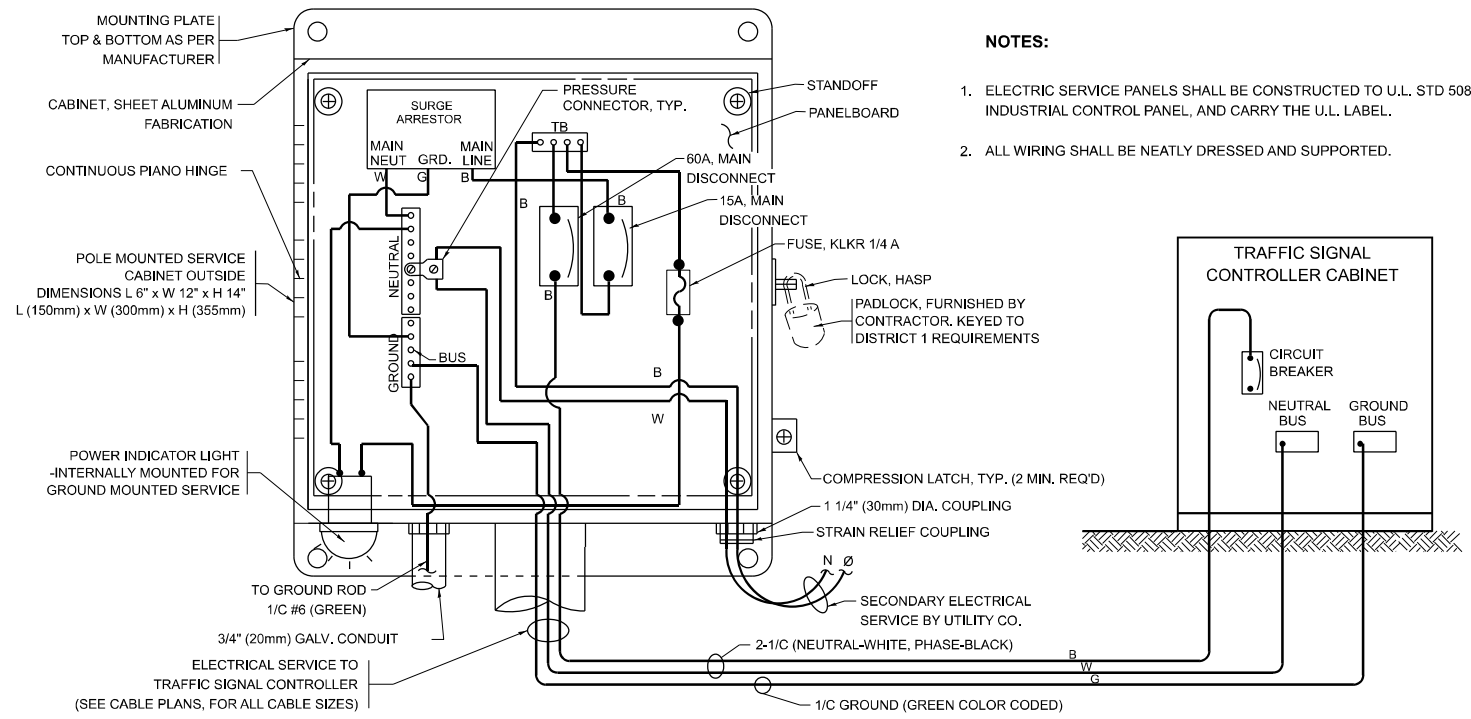 MOUNTING PLATE
TOP & BOTTOM AS PER
MANUFACTURER
CABINET, SHEET ALUMINUM
FABRICATION
CONTINUOUS PIANO HINGE
POLE MOUNTED SERVICE
CABINET OUTSIDE
DIMENSIONS L 6" x W 12" x H 14"
L (150mm) x W (300mm) x H (355mm)
POWER INDICATOR LIGHT
-INTERNALLY MOUNTED FOR
GROUND MOUNTED SERVICE
TO GROUND ROD
1/C #6 (GREEN)
3/4" (20mm) GALV. CONDUIT
ELECTRICAL SERVICE TO
TRAFFIC SIGNAL CONTROLLER
(SEE CABLE PLANS, FOR ALL CABLE SIZES)
SURGE
ARRESTOR
MAIN
NEUT
GRD.
MAIN
LINE
W
G
B
PRESSURE
CONNECTOR, TYP.
TB
NEUTRAL
GROUND
BUS
B
B
B
B
W
STANDOFF
PANELBOARD
60A, MAIN
DISCONNECT
15A, MAIN
DISCONNECT
FUSE, KLKR 1/4 A
LOCK, HASP
PADLOCK, FURNISHED BY
CONTRACTOR. KEYED TO
DISTRICT 1 REQUIREMENTS
COMPRESSION LATCH, TYP. (2 MIN. REQ'D)
1 1/4" (30mm) DIA. COUPLING
STRAIN RELIEF COUPLING
N Ø
SECONDARY ELECTRICAL
SERVICE BY UTILITY CO.
2-1/C (NEUTRAL-WHITE, PHASE-BLACK)
B
W
G
1/C GROUND (GREEN COLOR CODED)
NOTES:
1. ELECTRIC SERVICE PANELS SHALL BE CONSTRUCTED TO U.L. STD 508
INDUSTRIAL CONTROL PANEL, AND CARRY THE U.L. LABEL.
2. ALL WIRING SHALL BE NEATLY DRESSED AND SUPPORTED.
TRAFFIC SIGNAL
CONTROLLER CABINET
CIRCUIT
BREAKER
NEUTRAL
BUS
GROUND
BUS